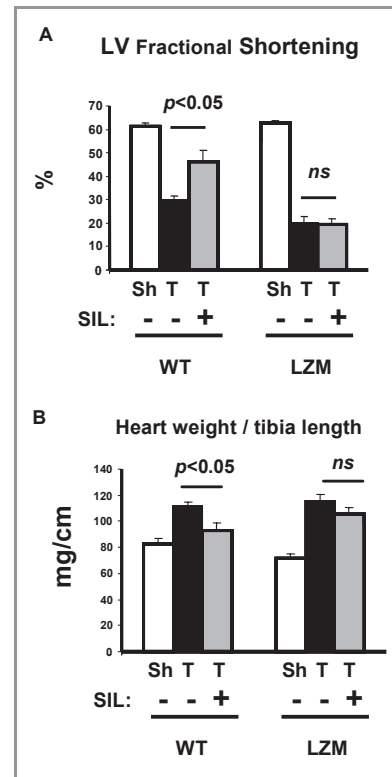 A
LV Fractional Shortening
70
60
50
40
30
20
10
0
%
p<0.05
ns
Sh T T Sh T T
SIL: - - + - - +
WT LZM
B
Heart weight / tibia length
140
120
100
80
60
40
20
0
mg/cm
p<0.05
ns
Sh T T Sh T T
SIL: - - + - - +
WT LZM